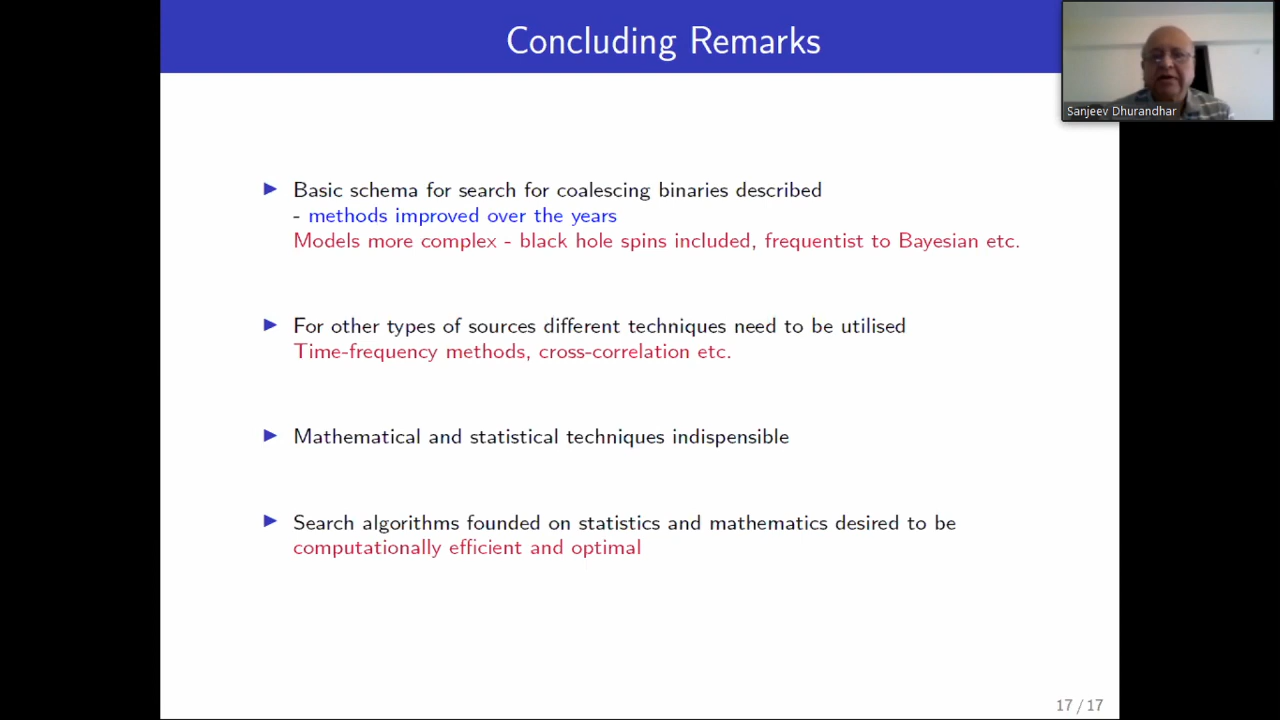 Concluding Remarks
Sanjeev Dhurandhar
Basic schema for search for coalescing binaries described
- methods improved over the years
Models more complex - black hole spins included, frequentist to Bayesian etc.
For other types of sources different techniques need to be utilised
Time-frequency methods, cross-correlation etc.
Mathematical and statistical techniques indispensible
Search algorithms founded on statistics and mathematics desired to be
computationally efficient and optimal
17 / 17